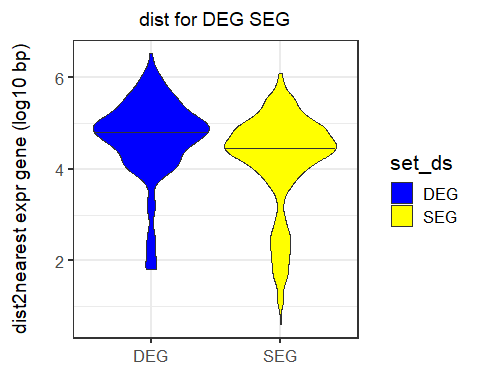 dist for DEG SEG
dist2nearest expr gene (log10 bp)
6
4
2
DEG
SEG
set_ds
DEG
SEG